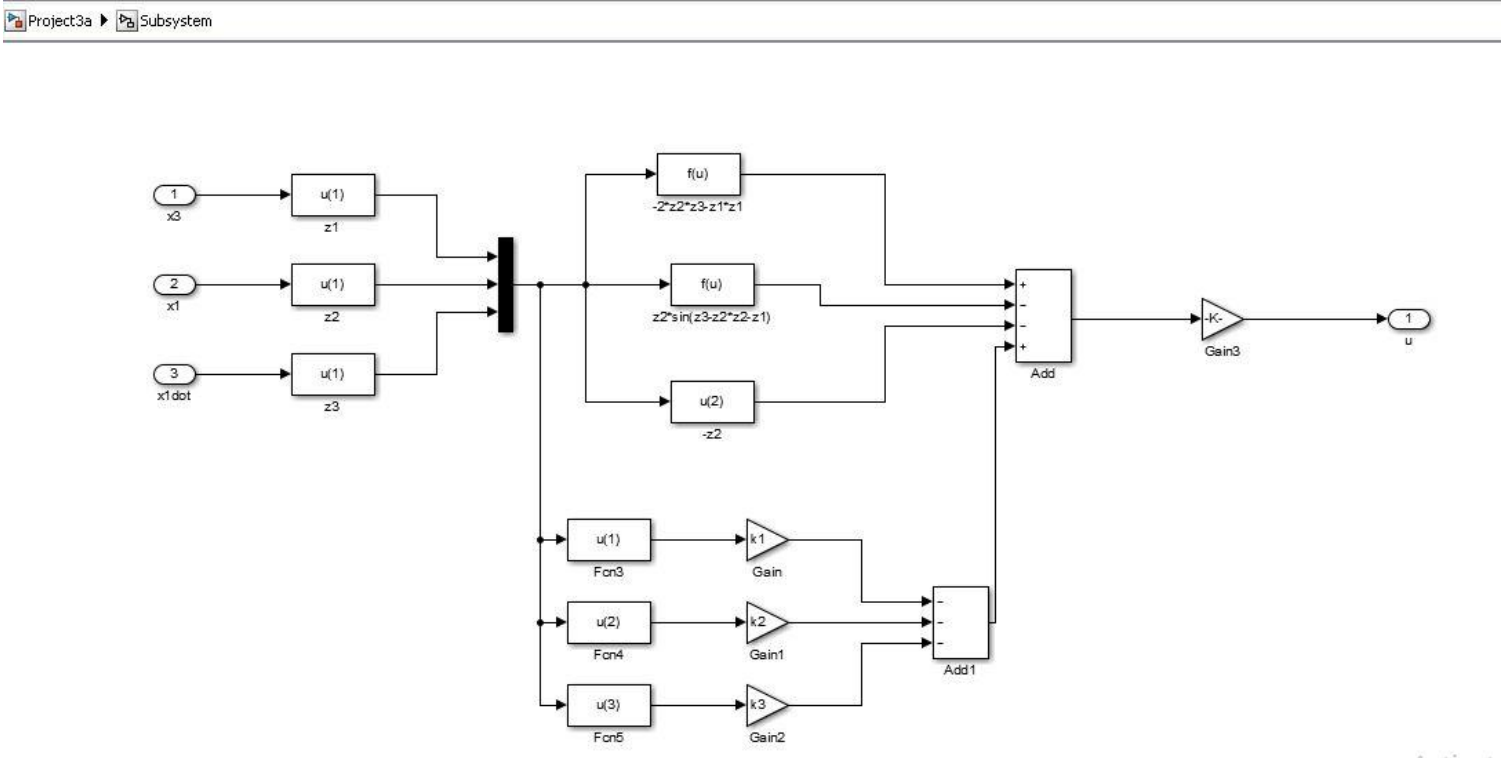 Project3a ▶ Subsystem
f(u)
-2*z2*z3-z1*z1
1
x3
u(1)
z1
2
x1
u(1)
z2
f(u)
z2*sin(z3-z2*z2-z1)
+
-
-
+
Add
-K-
Gain3
1
u
3
x1dot
u(1)
z3
u(2)
-z2
u(1)
Fcn3
k1
Gain
u(2)
Fcn4
k2
Gain1
-
-
-
Add1
u(3)
Fcn5
k3
Gain2